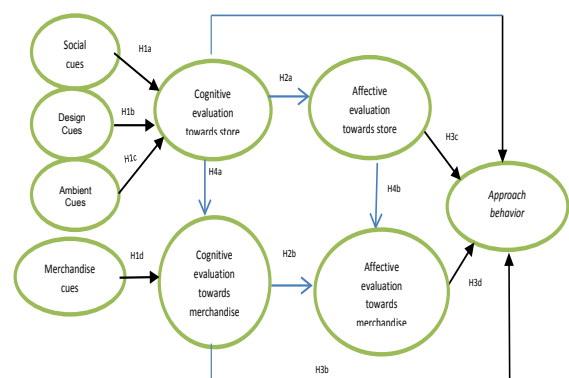 Social
cues
H1a
Design
Cues
H1b
Ambient
Cues
H1c
Merchandise
cues
H1d
Cognitive
evaluation
towards store
H2a
Affective
evaluation
towards store
H3c
H4a
H4b
Cognitive
evaluation
towards
merchandise
H2b
Affective
evaluation
towards
merchandise
H3d
Approach
behavior
H3b